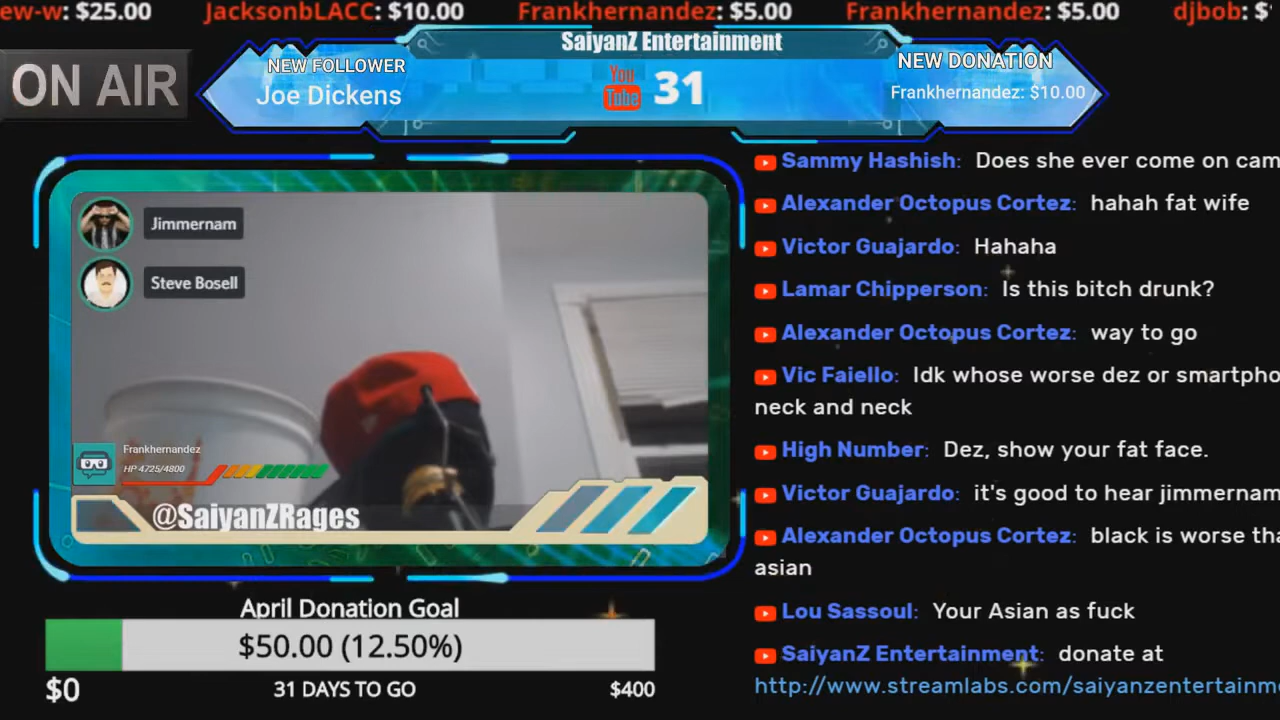 ew-w: $25.00 JacksonbLACC: $10.00 Frankhernandez: $5.00 Frankhernandez: $5.00 djbob: $
SaiyanZ Entertainment
ON AIR
NEW FOLLOWER
Joe Dickens
You Tube 31
NEW DONATION
Frankhernandez: $10.00
Jimmernam
Steve Bosell
Frankhernandez
HP 4725/4800
@SaiyanZRages
April Donation Goal
$50.00 (12.50%)
$0 31 DAYS TO GO $400
Sammy Hashish: Does she ever come on cam
Alexander Octopus Cortez: hahah fat wife
Victor Guajardo: Hahaha
Lamar Chipperson: Is this bitch drunk?
Alexander Octopus Cortez: way to go
Vic Faiello: Idk whose worse dez or smartpho
neck and neck
High Number: Dez, show your fat face.
Victor Guajardo: it's good to hear jimmernam
Alexander Octopus Cortez: black is worse tha
asian
Lou Sassoul: Your Asian as fuck
SaiyanZ Entertainment: donate at
http://www.streamlabs.com/saiyanzentertainm